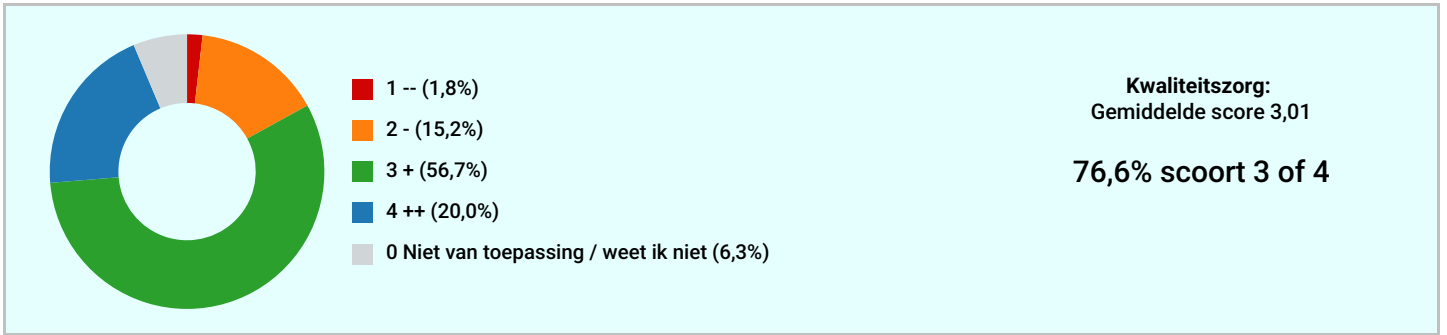 1 -- (1,8%)
2 - (15,2%)
3 + (56,7%)
4 ++ (20,0%)
0 Niet van toepassing / weet ik niet (6,3%)
Kwaliteitszorg:
Gemiddelde score 3,01
76,6% scoort 3 of 4